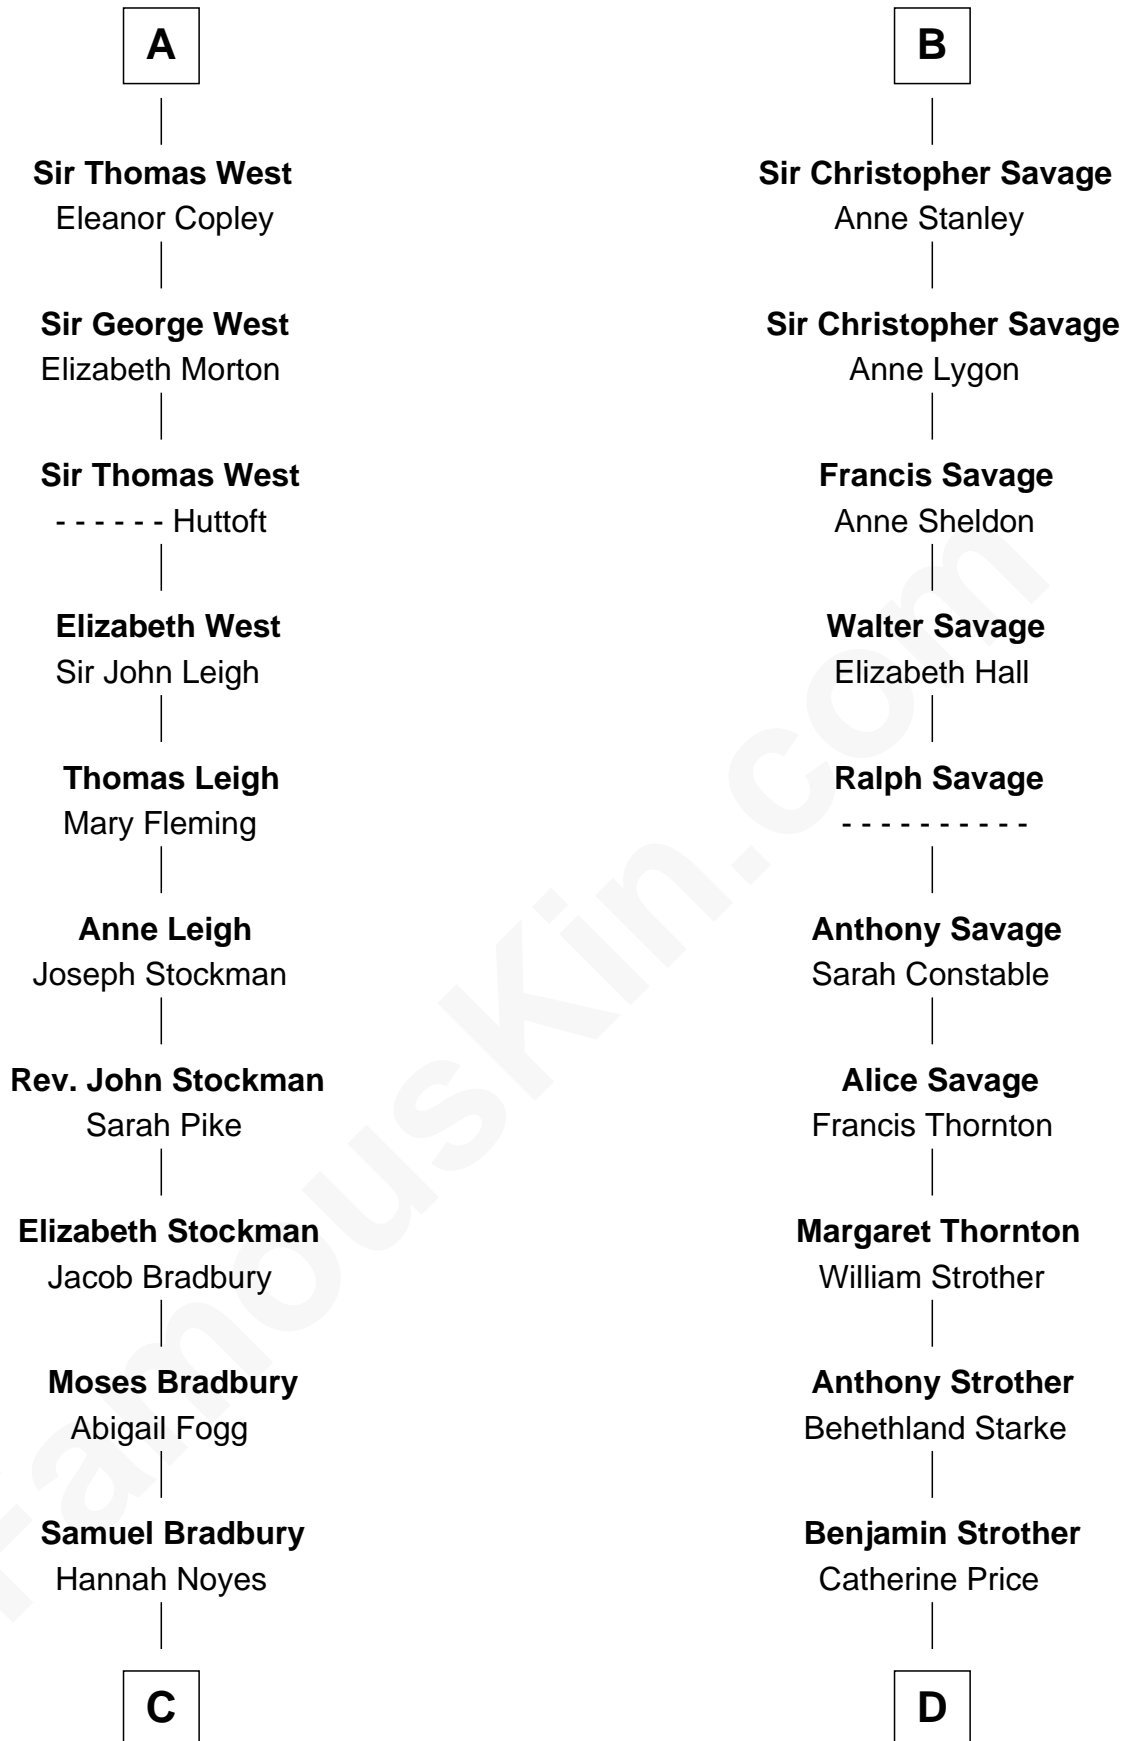 A
Sir Thomas West
Eleanor Copley
Sir George West
Elizabeth Morton
Sir Thomas West
- - - - - - Huttoft
Elizabeth West
Sir John Leigh
Thomas Leigh
Mary Fleming
Anne Leigh
Joseph Stockman
Rev. John Stockman
Sarah Pike
Elizabeth Stockman
Jacob Bradbury
Moses Bradbury
Abigail Fogg
Samuel Bradbury
Hannah Noyes
C
B
Sir Christopher Savage
Anne Stanley
Sir Christopher Savage
Anne Lygon
Francis Savage
Anne Sheldon
Walter Savage
Elizabeth Hall
Ralph Savage
- - - - - - - - - -
Anthony Savage
Sarah Constable
Alice Savage
Francis Thornton
Margaret Thornton
William Strother
Anthony Strother
Behethland Starke
Benjamin Strother
Catherine Price
D
FamousKin.com